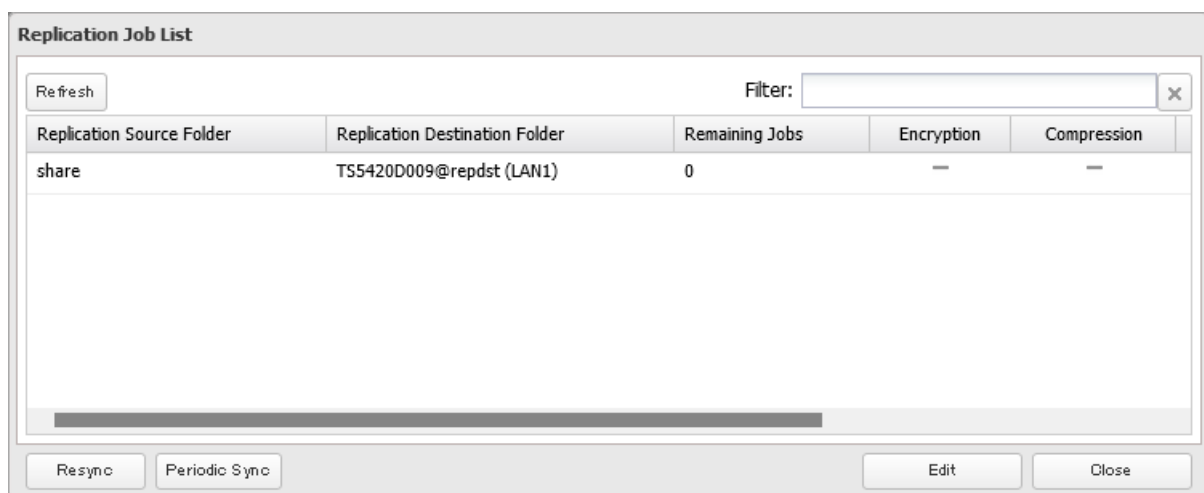 Replication Job List
Refresh
Filter:
Replication Source Folder Replication Destination Folder Remaining Jobs Encryption Compression
share TS5420D009@repdst (LAN1) 0 — —
Resync Periodic Sync Edit Close